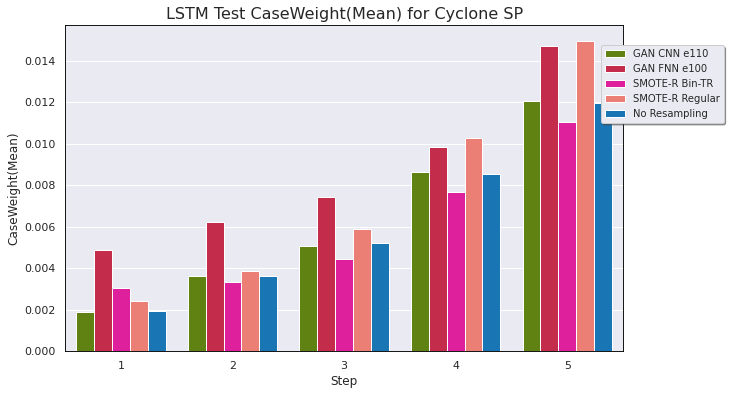 LSTM Test CaseWeight(Mean) for Cyclone SP
GAN CNN e110
GAN FNN e100
SMOTE-R Bin-TR
SMOTE-R Regular
No Resampling
CaseWeight(Mean)
0.014
0.012
0.010
0.008
0.006
0.004
0.002
0.000
1 2 3 4 5
Step